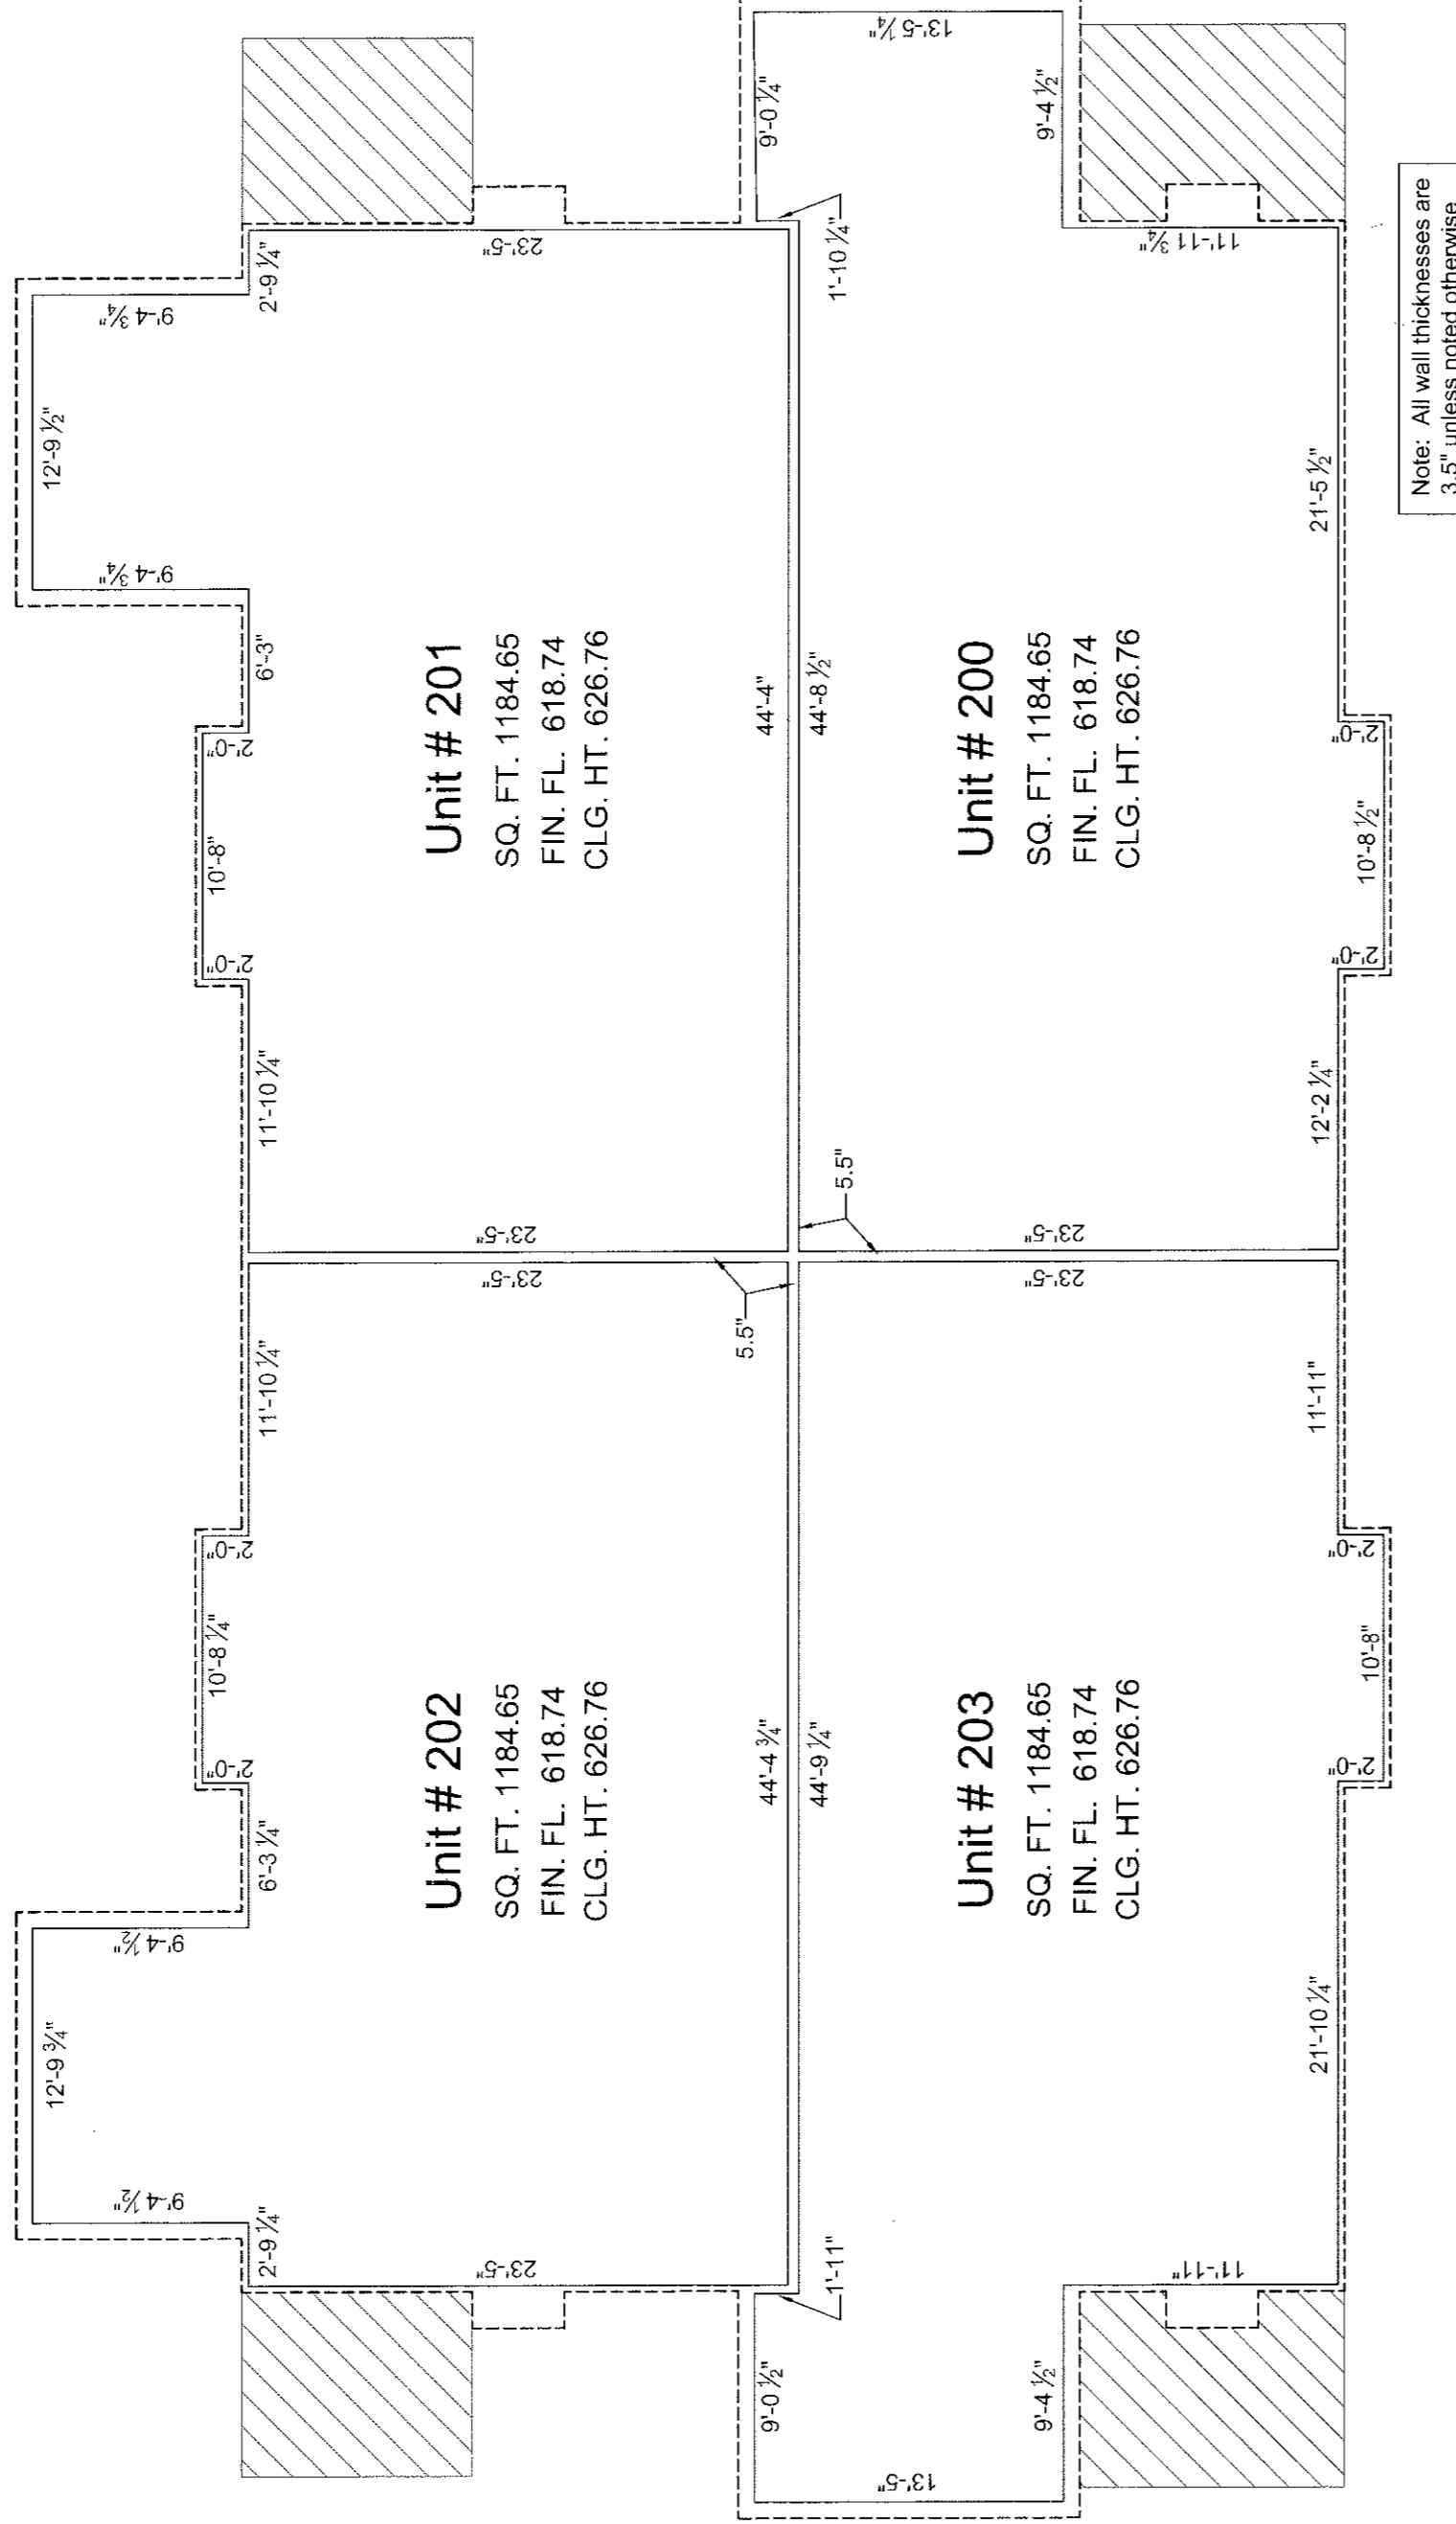 12'-9 ¾"
9'-4 ½"
9'-4 ½"
2'-9 ¼"
6'-3 ¼"
2'-0"
10'-8 ¼"
2'-0"
11'-10 ¼"
23'-5"
23'-5"
Unit # 202
SQ. FT. 1184.65
FIN. FL. 618.74
CLG. HT. 626.76
44'-4 ¾"
5.5"
12'-9 ½"
9'-4 ¾"
9'-4 ¾"
11'-10 ¼"
2'-0"
10'-8"
2'-0"
6'-3"
2'-9 ¼"
23'-5"
23'-5"
Unit # 201
SQ. FT. 1184.65
FIN. FL. 618.74
CLG. HT. 626.76
44'-4"
44'-9 ¼"
1'-11"
9'-0 ½"
13'-5"
9'-4 ½"
11'-11"
23'-5"
Unit # 203
SQ. FT. 1184.65
FIN. FL. 618.74
CLG. HT. 626.76
21'-10 ¼"
2'-0"
10'-8"
2'-0"
11'-11"
44'-8 ½"
5.5"
1'-10 ¼"
9'-0 ¼"
13'-5 ¼"
9'-4 ½"
11'-11 ¾"
23'-5"
Unit # 200
SQ. FT. 1184.65
FIN. FL. 618.74
CLG. HT. 626.76
12'-2 ¼"
2'-0"
10'-8 ½"
2'-0"
21'-5 ½"
Note: All wall thicknesses are
3.5" unless noted otherwise